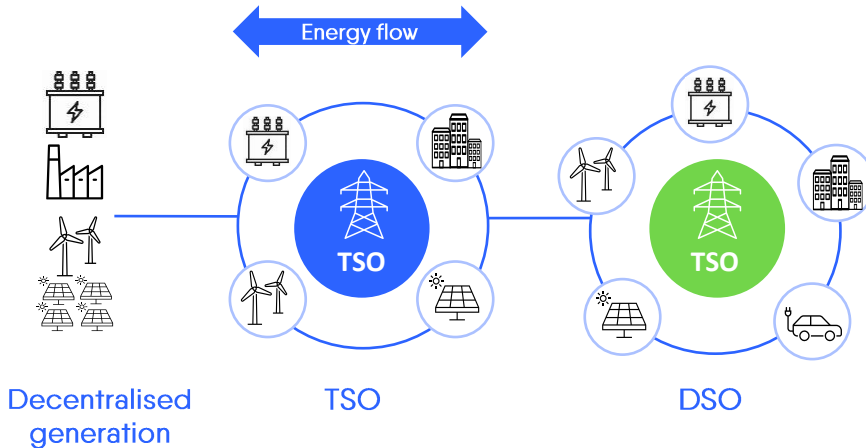 Energy flow
TSO
TSO
Decentralised
generation
TSO
DSO